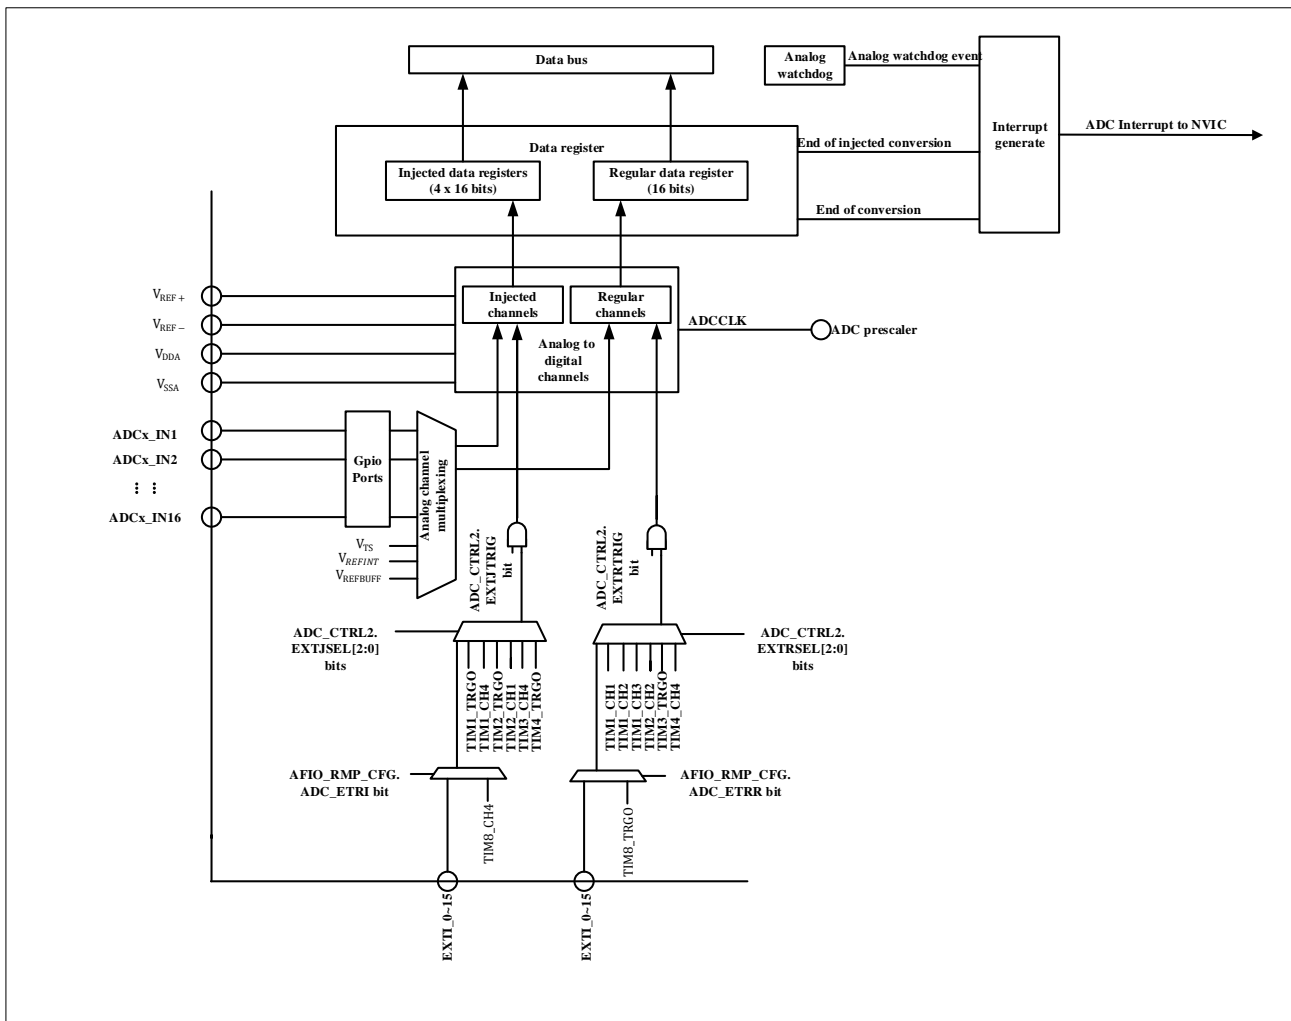 Data bus
Analog
watchdog
Analog watchdog event
Interrupt
generate
ADC Interrupt to NVIC
Data register
End of injected conversion
Injected data registers
(4 x 16 bits)
Regular data register
(16 bits)
End of conversion
VREF+
VREF−
VDDA
VSSA
Injected
channels
Regular
channels
Analog to
digital
channels
ADCCLK
ADC prescaler
ADCx_IN1
ADCx_IN2
⋮ ⋮
ADCx_IN16
Gpio
Ports
Analog channel
multiplexing
VTS
VREFINT
VREFBUFF
ADC_CTRL2.
EXTJTRIG
bit
ADC_CTRL2.
EXTRTRIG
bit
ADC_CTRL2.
EXTJSEL[2:0]
bits
ADC_CTRL2.
EXTRSEL[2:0]
bits
TIM1_TRGO
TIM1_CH4
TIM2_TRGO
TIM2_CH1
TIM3_CH4
TIM4_TRGO
TIM1_CH1
TIM1_CH2
TIM1_CH3
TIM2_CH2
TIM3_TRGO
TIM4_CH4
AFIO_RMP_CFG.
ADC_ETRI bit
AFIO_RMP_CFG.
ADC_ETRR bit
TIM8_CH4
TIM8_TRGO
EXTI_0~15
EXTI_0~15